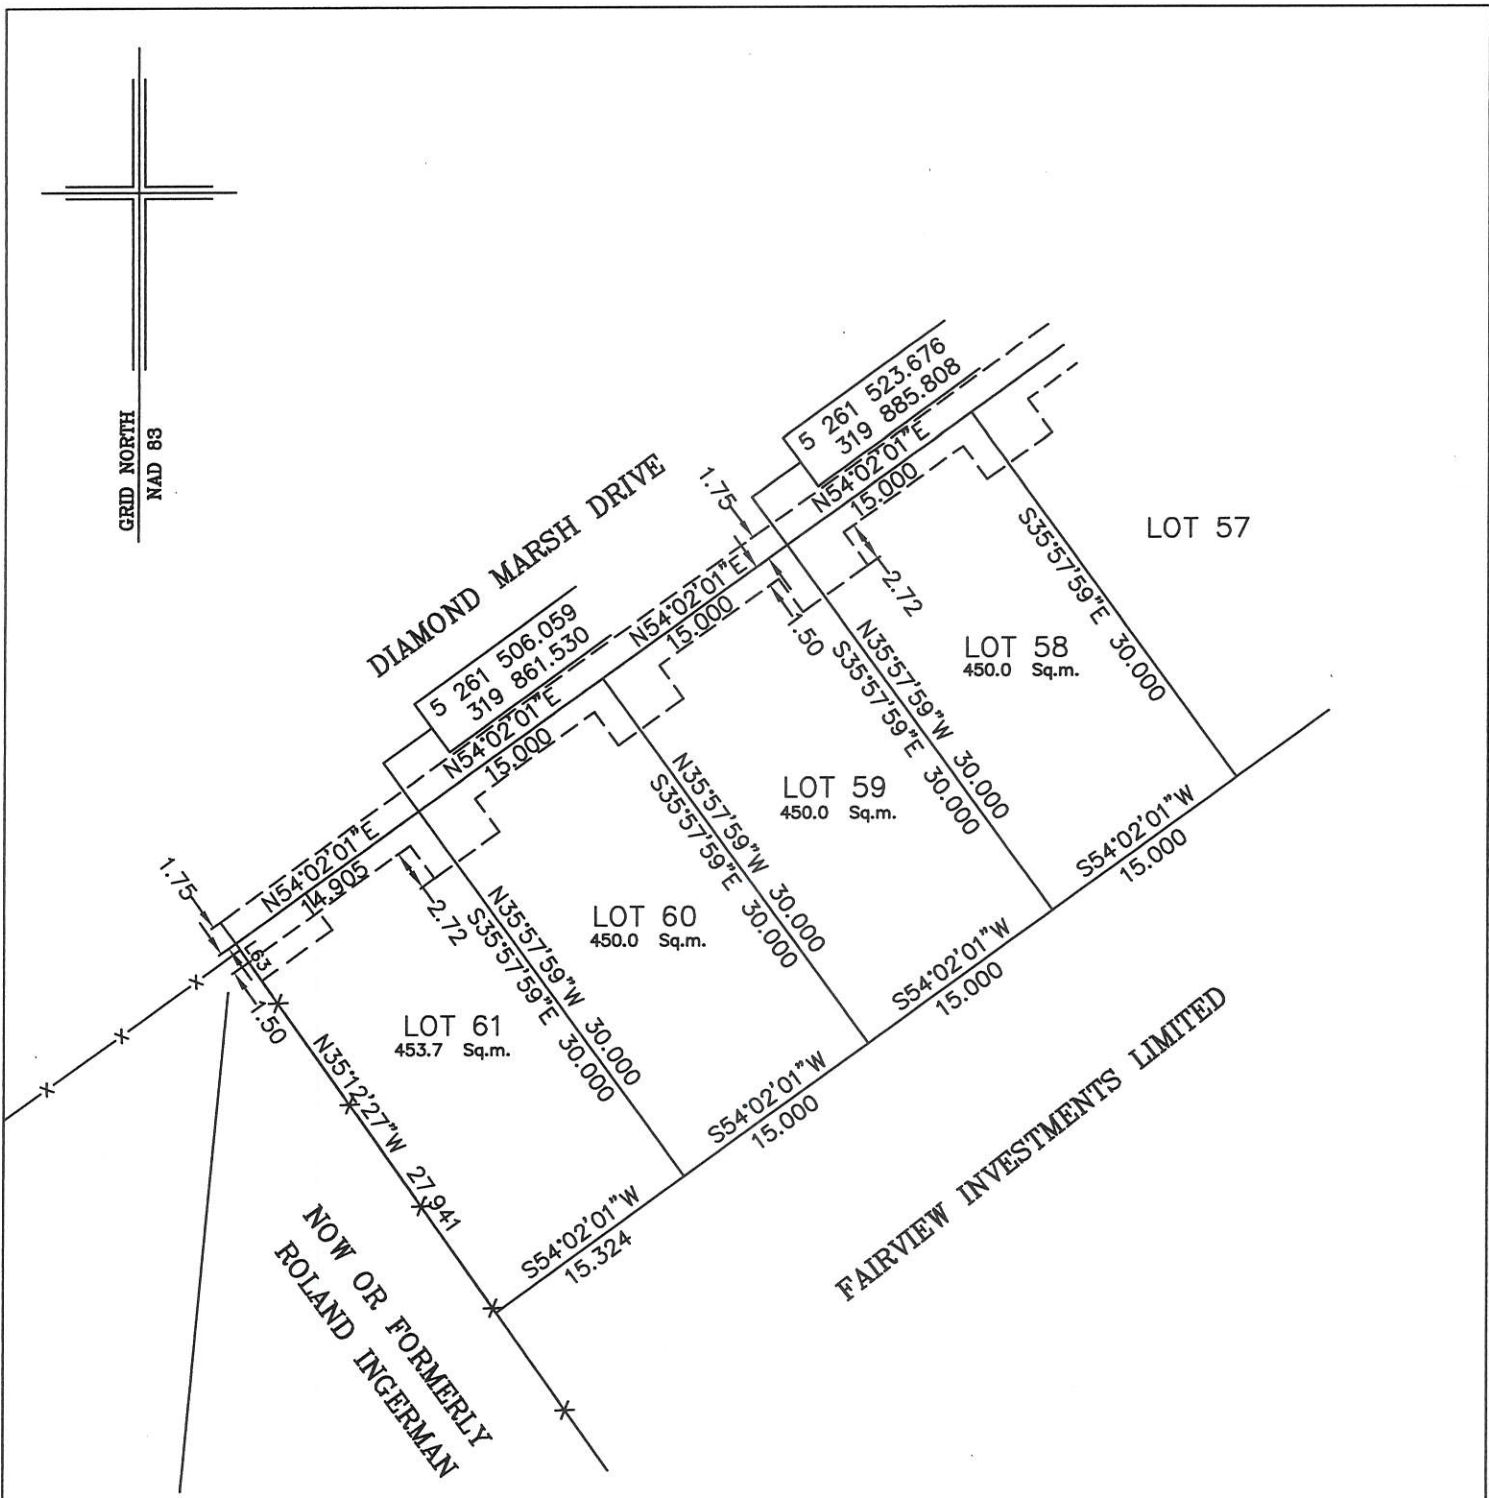 GRID NORTH
NAD 83
DIAMOND MARSH DRIVE
5 261 523.676
319 885.808
N54°02'01"E
15.000
1.75
LOT 57
S35°57'59"E 30.000
2.72
1.50
LOT 58
450.0 Sq.m.
N35°57'59"W 30.000
S35°57'59"E 30.000
N54°02'01"E
15.000
5 261 506.059
319 861.530
N54°02'01"E
15.000
LOT 59
450.0 Sq.m.
N35°57'59"W 30.000
S35°57'59"E 30.000
S54°02'01"W
15.000
N54°02'01"E
14.905
1.75
1.50
2.72
LOT 60
450.0 Sq.m.
N35°57'59"W 30.000
S35°57'59"E 30.000
S54°02'01"W
15.000
LOT 61
453.7 Sq.m.
N35°12'27"W 27.941
S54°02'01"W
15.000
S54°02'01"W
15.324
NOW OR FORMERLY
ROLAND INGERMAN
FAIRVIEW INVESTMENTS LIMITED